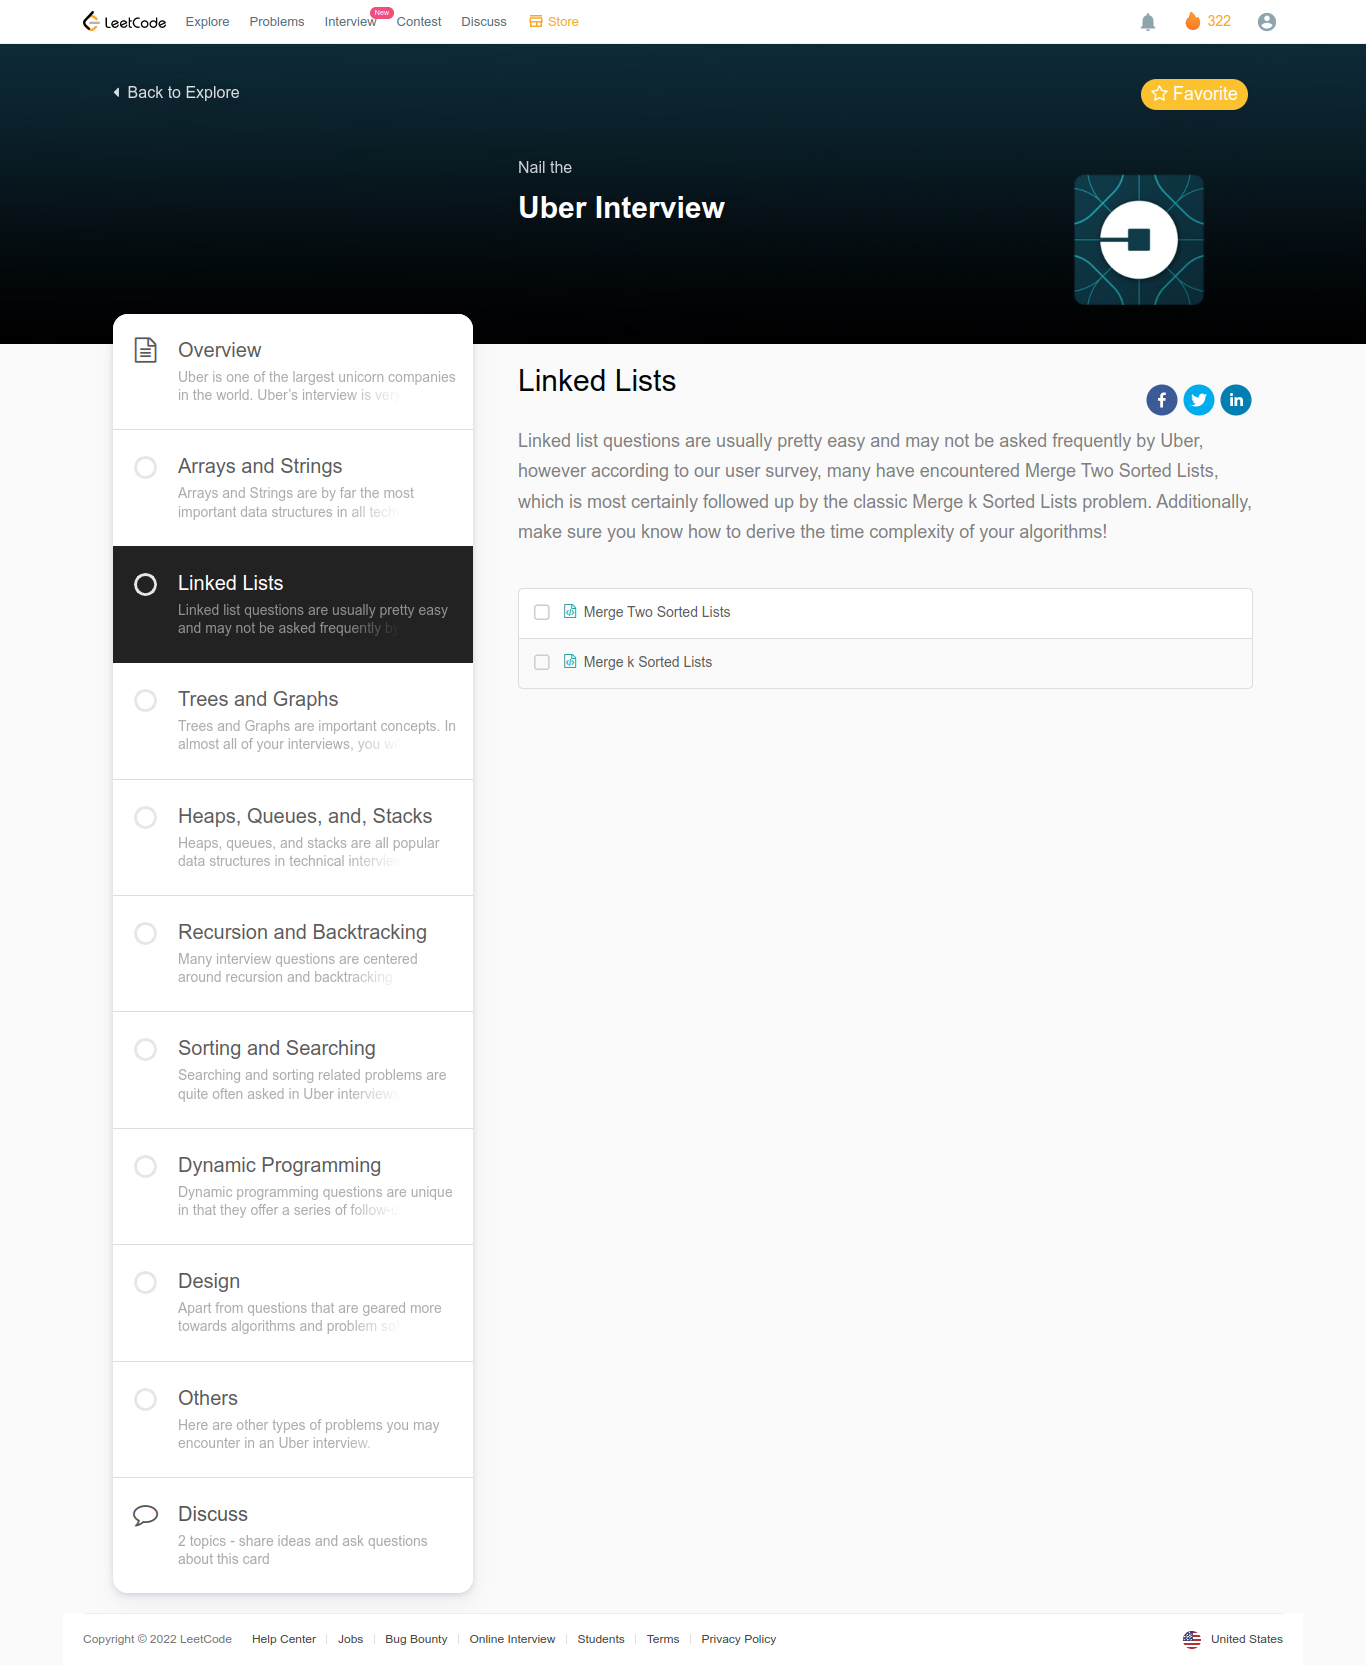 LeetCode Explore Problems Interview New Contest Discuss Store 322
Back to Explore
Favorite
Nail the
Uber Interview
Overview
Uber is one of the largest unicorn companies
in the world. Uber's interview is very
Arrays and Strings
Arrays and Strings are by far the most
important data structures in all tech
Linked Lists
Linked list questions are usually pretty easy
and may not be asked frequently by
Trees and Graphs
Trees and Graphs are important concepts. In
almost all of your interviews, you
Heaps, Queues, and, Stacks
Heaps, queues, and stacks are all popular
data structures in technical interview
Recursion and Backtracking
Many interview questions are centered
around recursion and backtracking
Sorting and Searching
Searching and sorting related problems are
quite often asked in Uber interviews
Dynamic Programming
Dynamic programming questions are unique
in that they offer a series of follow-
Design
Apart from questions that are geared more
towards algorithms and problem
Others
Here are other types of problems you may
encounter in an Uber interview.
Discuss
2 topics - share ideas and ask questions
about this card
Linked Lists
Linked list questions are usually pretty easy and may not be asked frequently by Uber,
however according to our user survey, many have encountered Merge Two Sorted Lists,
which is most certainly followed up by the classic Merge k Sorted Lists problem. Additionally,
make sure you know how to derive the time complexity of your algorithms!
Merge Two Sorted Lists
Merge k Sorted Lists
Copyright © 2022 LeetCode Help Center Jobs Bug Bounty Online Interview Students Terms Privacy Policy United States